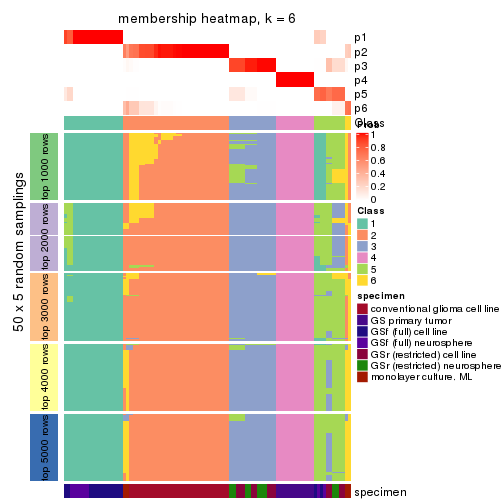 membership heatmap, k = 6
p1
p2
p3
p4
p5
p6
Class
50 x 5 random samplings
top 1000 rows
top 2000 rows
top 3000 rows
top 4000 rows
top 5000 rows
Prob
1
0.8
0.6
0.4
0.2
0
Class
1
2
3
4
5
6
specimen
conventional glioma cell line
GS primary tumor
GSf (full) cell line
GSf (full) neurosphere
GSr (restricted) cell line
GSr (restricted) neurosphere
monolayer culture. ML
specimen